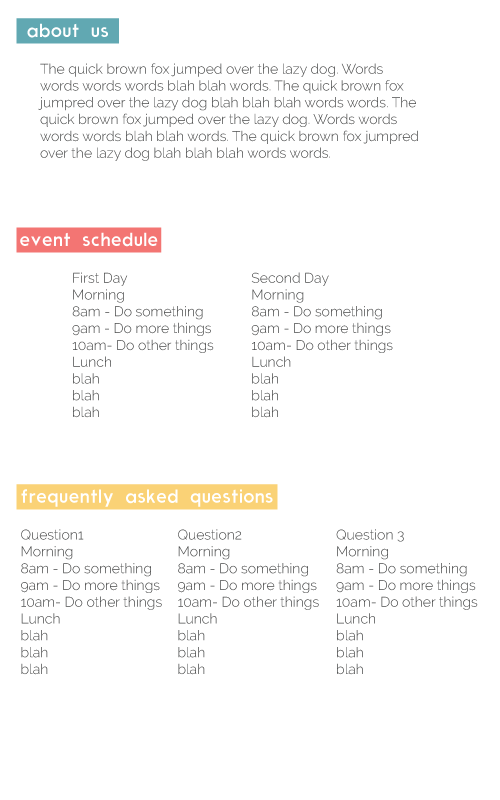 about us
The quick brown fox jumped over the lazy dog. Words
words words words blah blah words. The quick brown fox
jumpred over the lazy dog blah blah blah words words. The
quick brown fox jumped over the lazy dog. Words words
words words blah blah words. The quick brown fox jumpred
over the lazy dog blah blah blah words words.
event schedule
First Day
Morning
8am - Do something
9am - Do more things
10am- Do other things
Lunch
blah
blah
blah
Second Day
Morning
8am - Do something
9am - Do more things
10am- Do other things
Lunch
blah
blah
blah
frequently asked questions
Question1
Morning
8am - Do something
9am - Do more things
10am- Do other things
Lunch
blah
blah
blah
Question2
Morning
8am - Do something
9am - Do more things
10am- Do other things
Lunch
blah
blah
blah
Question 3
Morning
8am - Do something
9am - Do more things
10am- Do other things
Lunch
blah
blah
blah